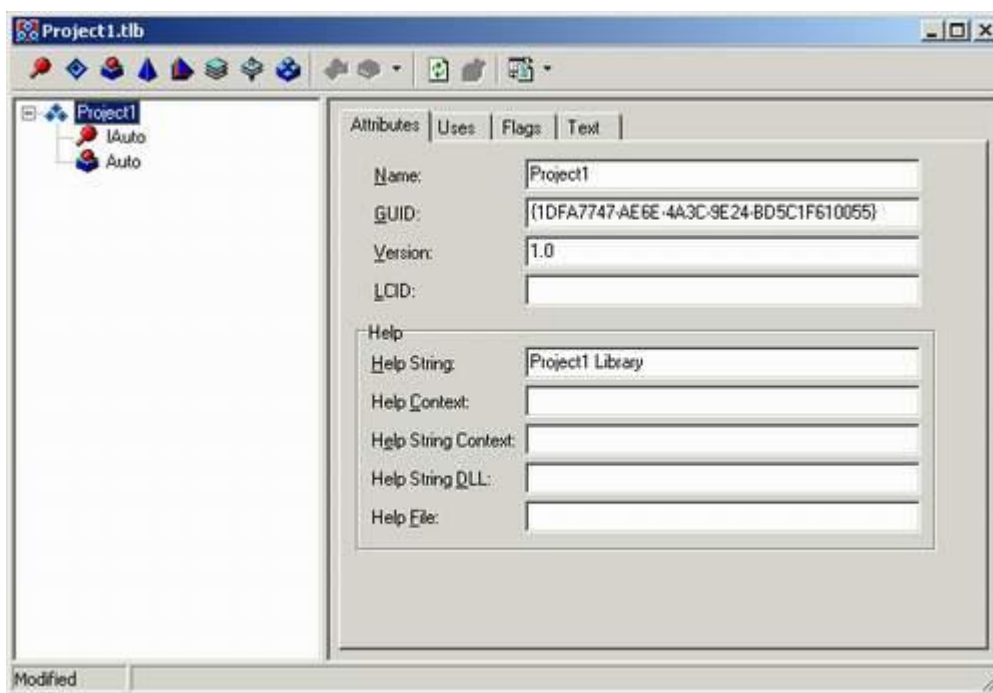 Project1.tlb
Project1
IAuto
Auto
Attributes Uses Flags Text
Name: Project1
GUID: {1DFA7747-AE6E-4A3C-9E24-BD5C1F610055}
Version: 1.0
LCID:
Help
Help String: Project1 Library
Help Context:
Help String Context:
Help String DLL:
Help File:
Modified